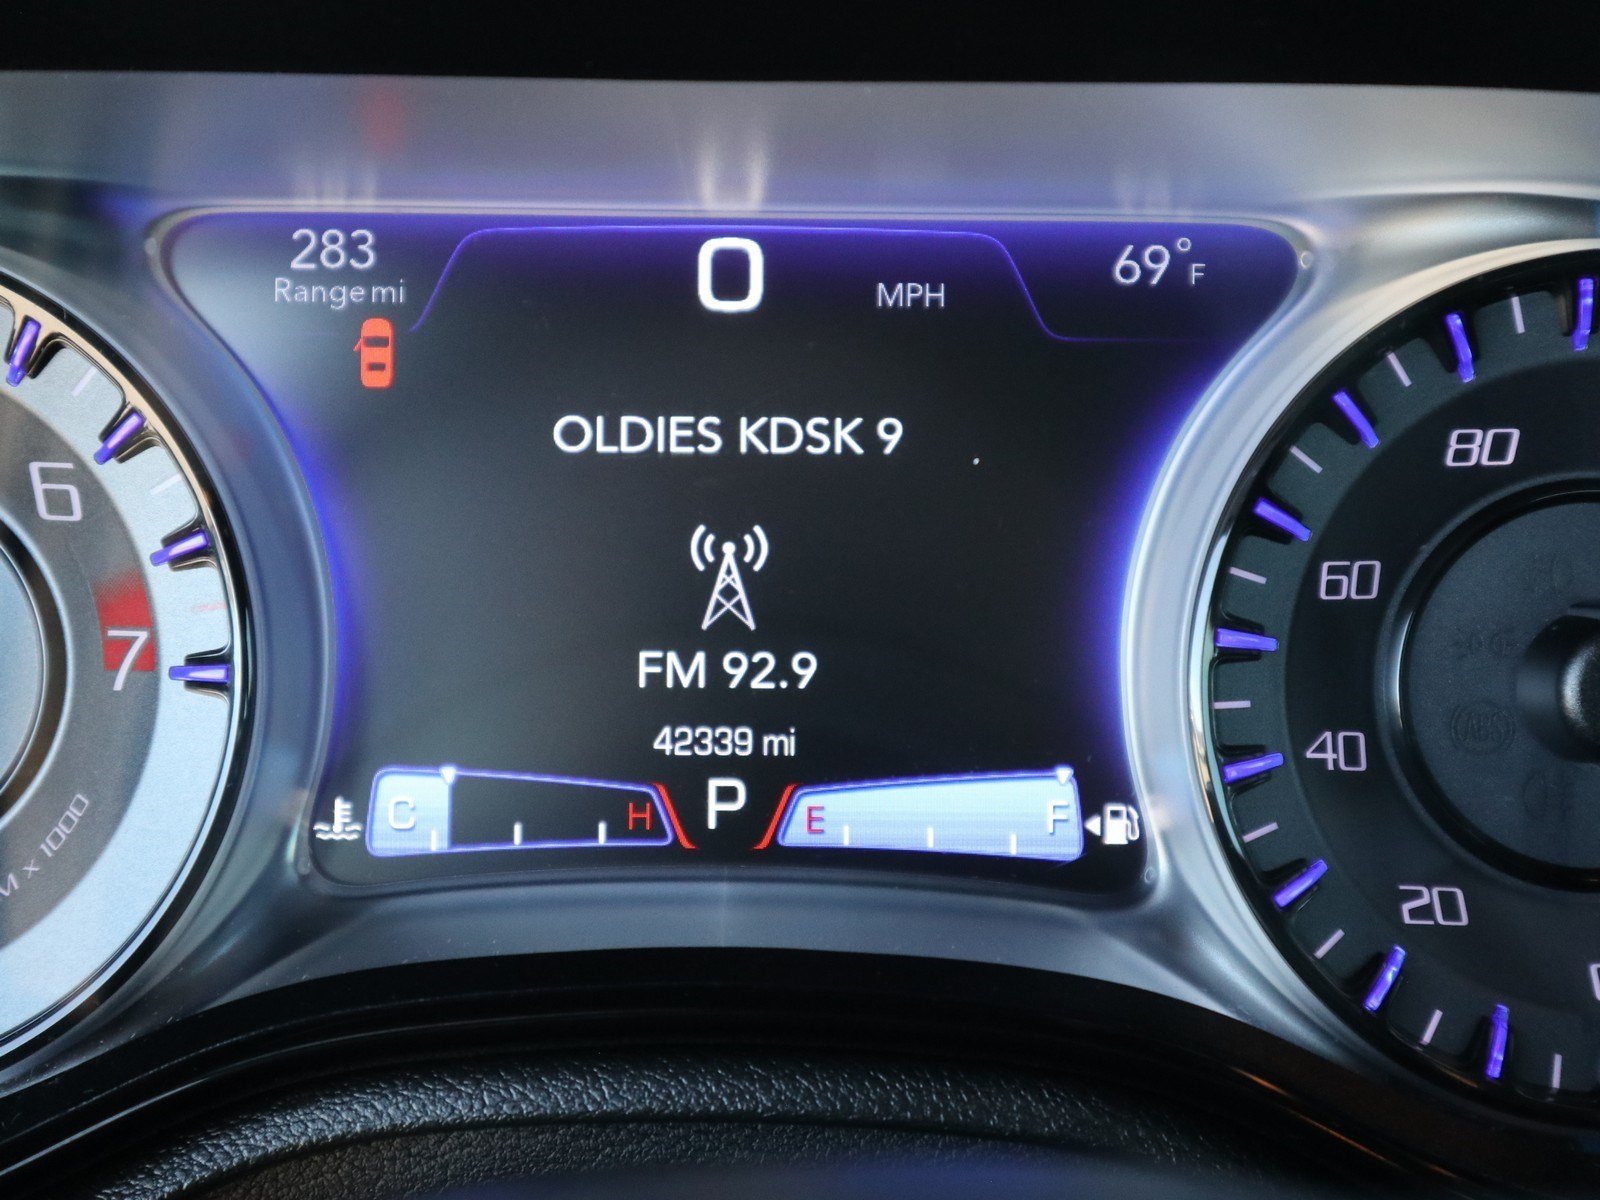 283
Range mi
0
MPH
69°F
OLDIES KDSK 9
FM 92.9
42339 mi
C
H
P
E
F
6
7
x 1000
80
60
40
20